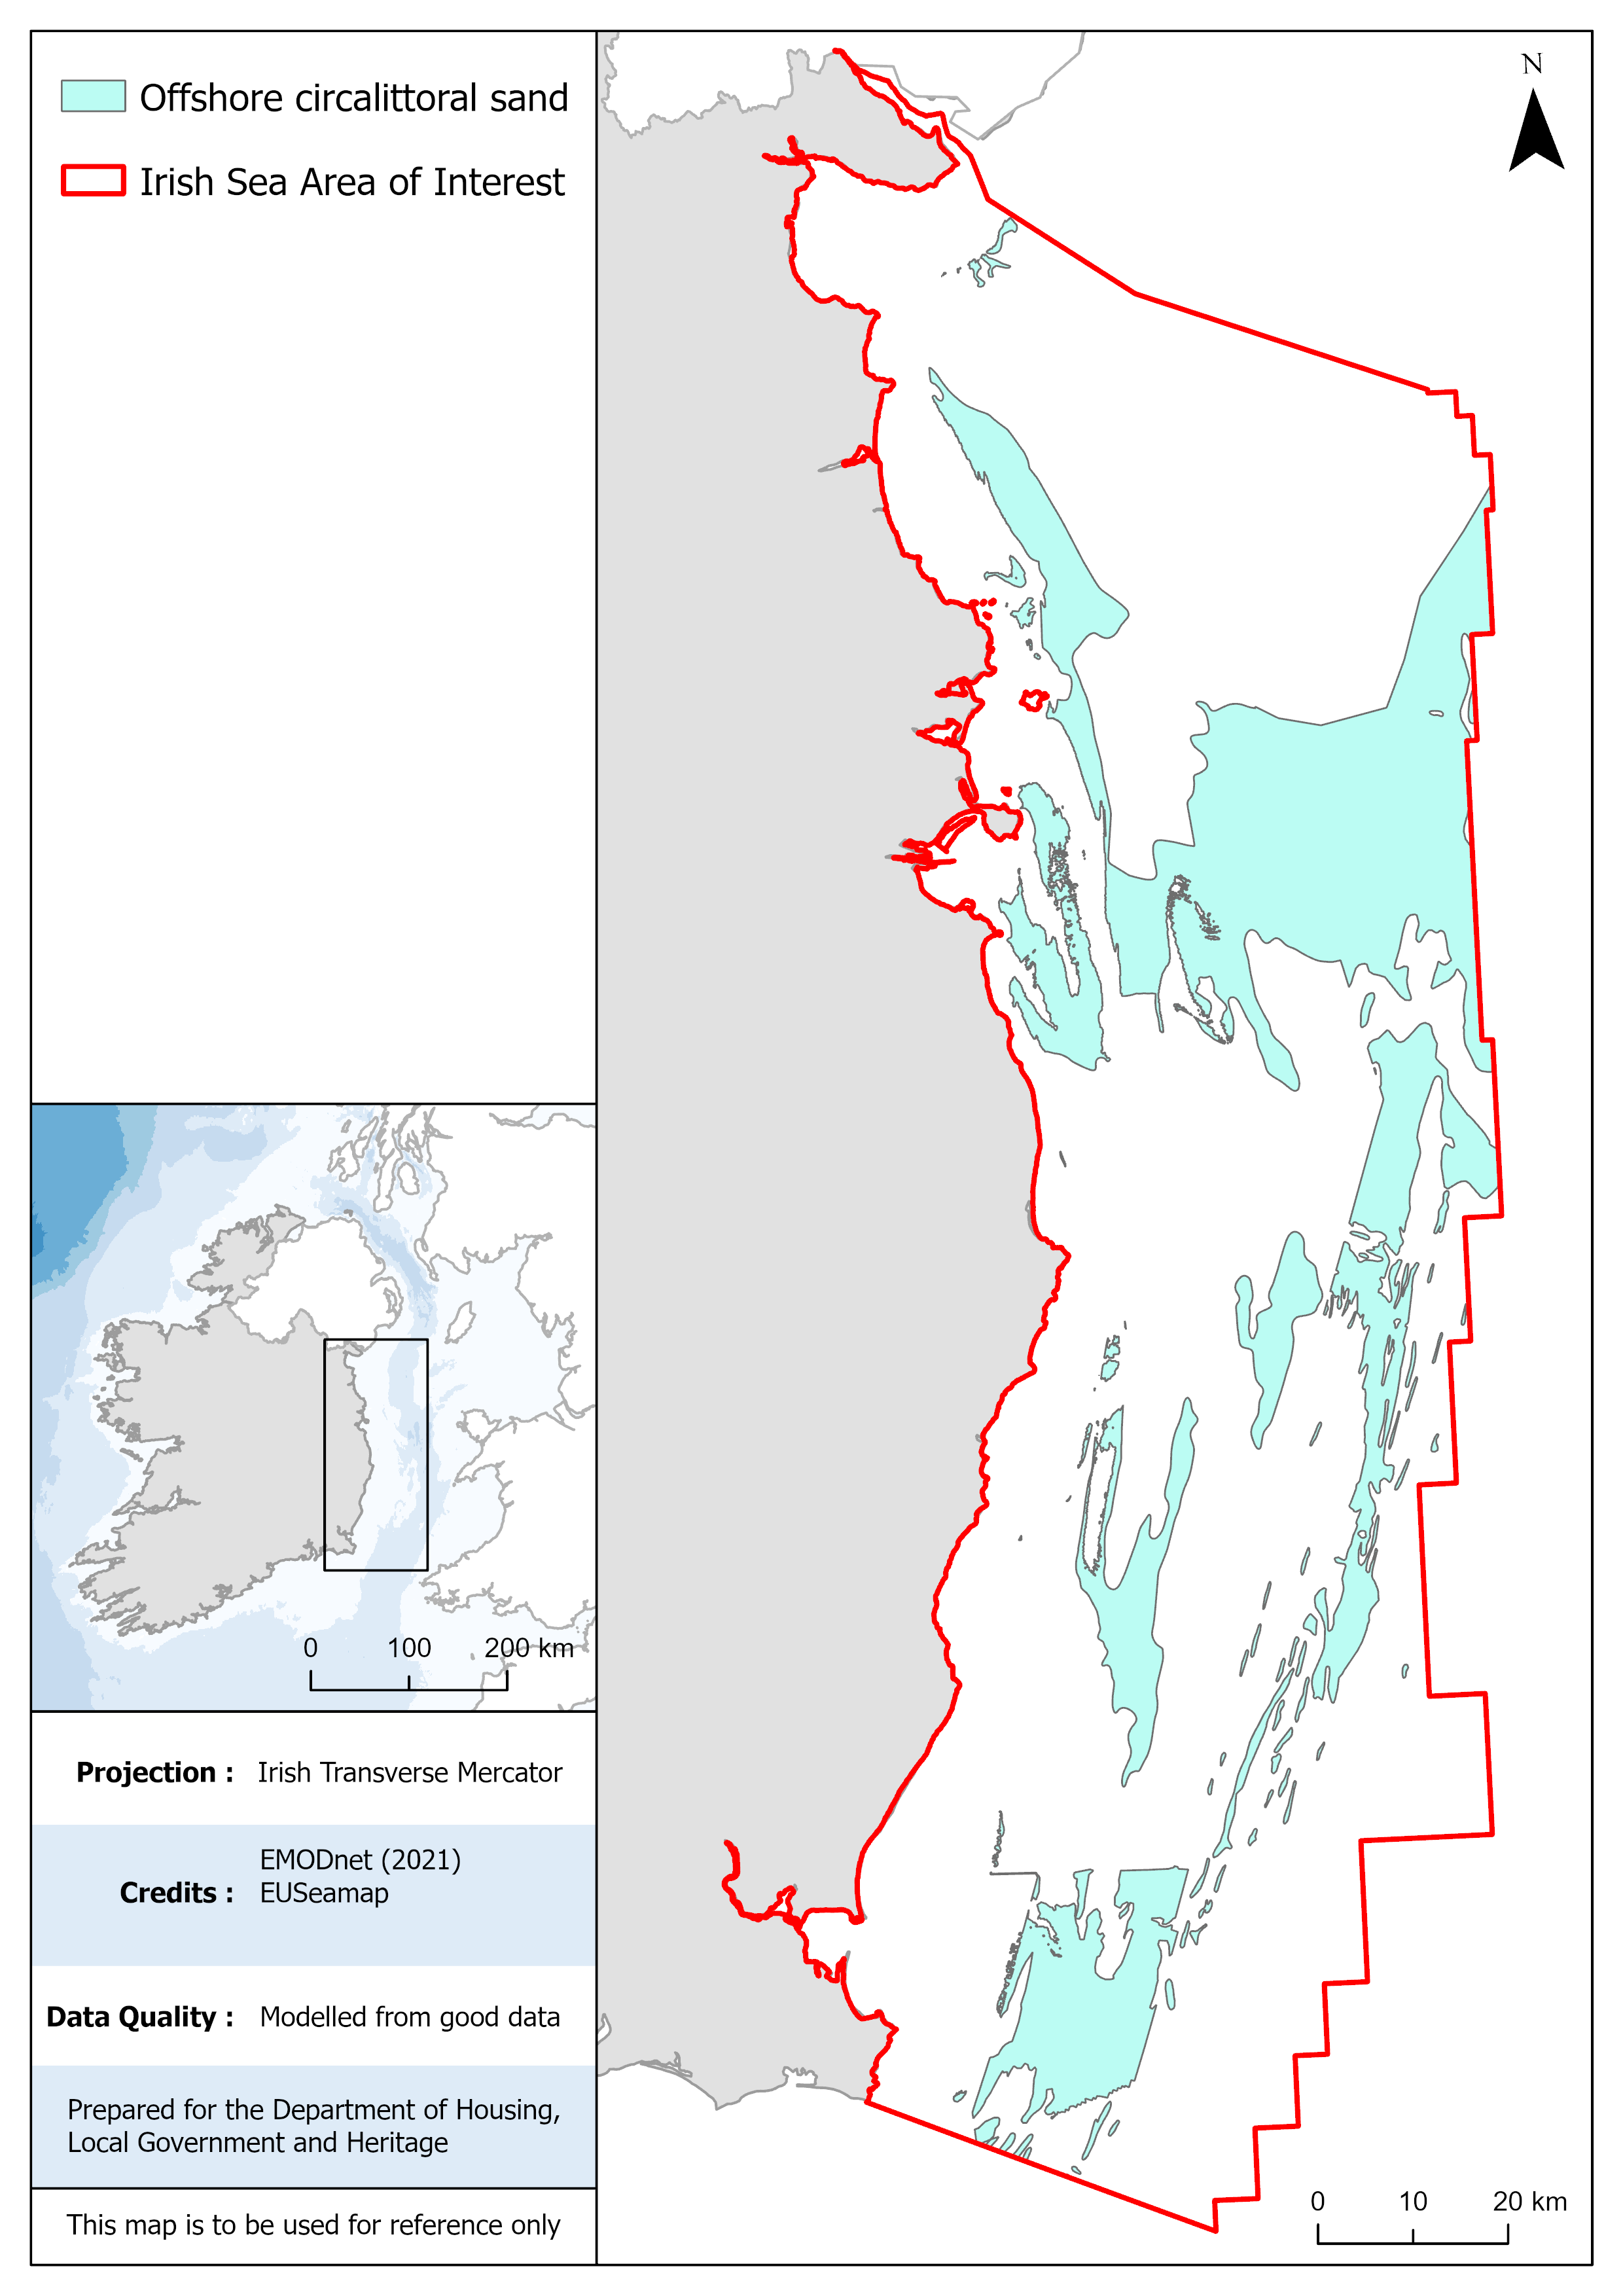 Offshore circalittoral sand
Irish Sea Area of Interest
N
0 100 200 km
Projection : Irish Transverse Mercator
EMODnet (2021)
Credits : EUSeamap
Data Quality : Modelled from good data
Prepared for the Department of Housing,
Local Government and Heritage
This map is to be used for reference only
0 10 20 km